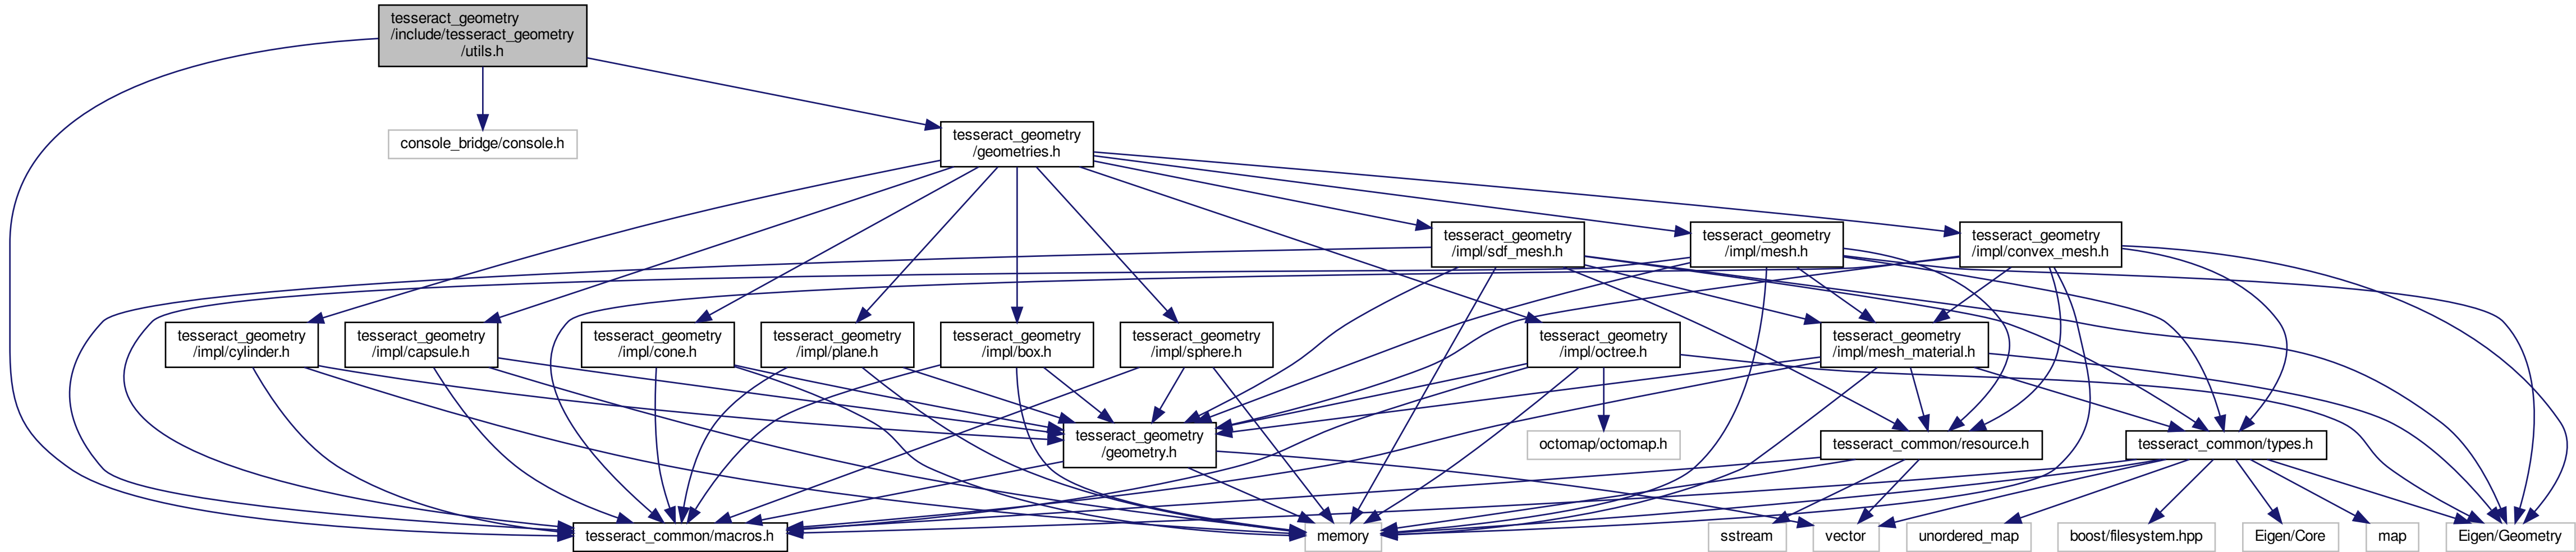 tesseract_geometry
/include/tesseract_geometry
/utils.h
console_bridge/console.h
tesseract_geometry
/geometries.h
tesseract_geometry
/impl/sdf_mesh.h
tesseract_geometry
/impl/mesh.h
tesseract_geometry
/impl/convex_mesh.h
tesseract_geometry
/impl/cylinder.h
tesseract_geometry
/impl/capsule.h
tesseract_geometry
/impl/cone.h
tesseract_geometry
/impl/plane.h
tesseract_geometry
/impl/box.h
tesseract_geometry
/impl/sphere.h
tesseract_geometry
/impl/octree.h
tesseract_geometry
/impl/mesh_material.h
tesseract_geometry
/geometry.h
octomap/octomap.h
tesseract_common/resource.h
tesseract_common/types.h
tesseract_common/macros.h
memory
sstream
vector
unordered_map
boost/filesystem.hpp
Eigen/Core
map
Eigen/Geometry